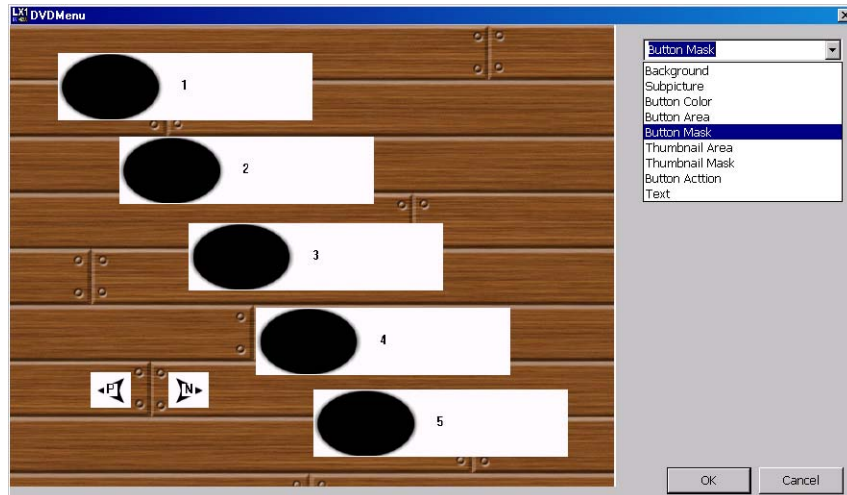 LX1 DVDMenu
1
2
3
4
5
P N
Button Mask
Background
Subpicture
Button Color
Button Area
Button Mask
Thumbnail Area
Thumbnail Mask
Button Acttion
Text
OK Cancel